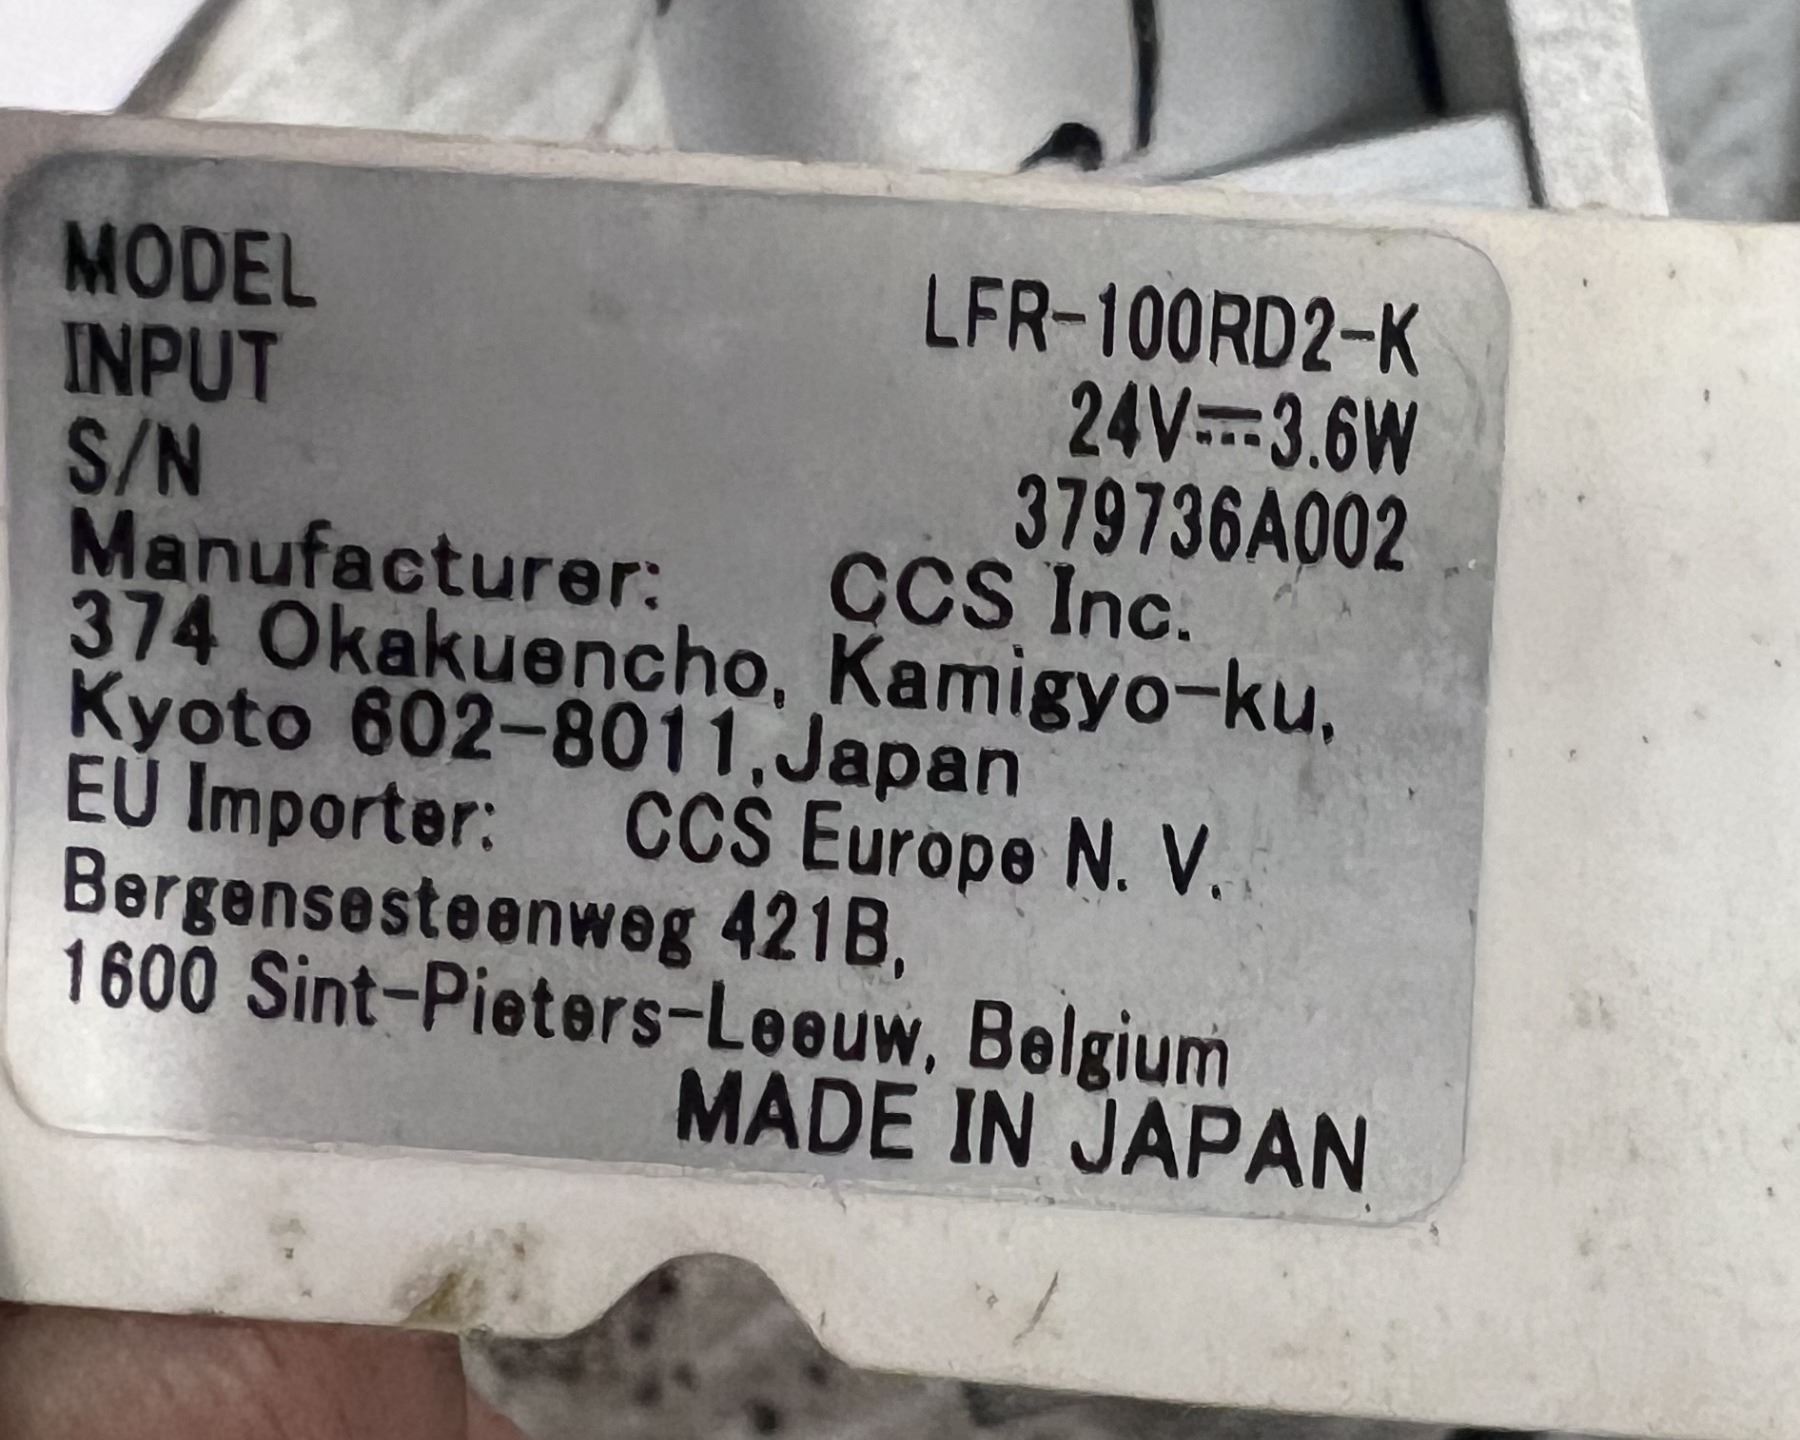 MODEL LFR-100RD2-K
INPUT 24V⎓3.6W
S/N 379736A002
Manufacturer: CCS Inc.
374 Okakuencho, Kamigyo-ku,
Kyoto 602-8011,Japan
EU Importer: CCS Europe N. V.
Bergensesteenweg 421B,
1600 Sint-Pieters-Leeuw, Belgium
MADE IN JAPAN